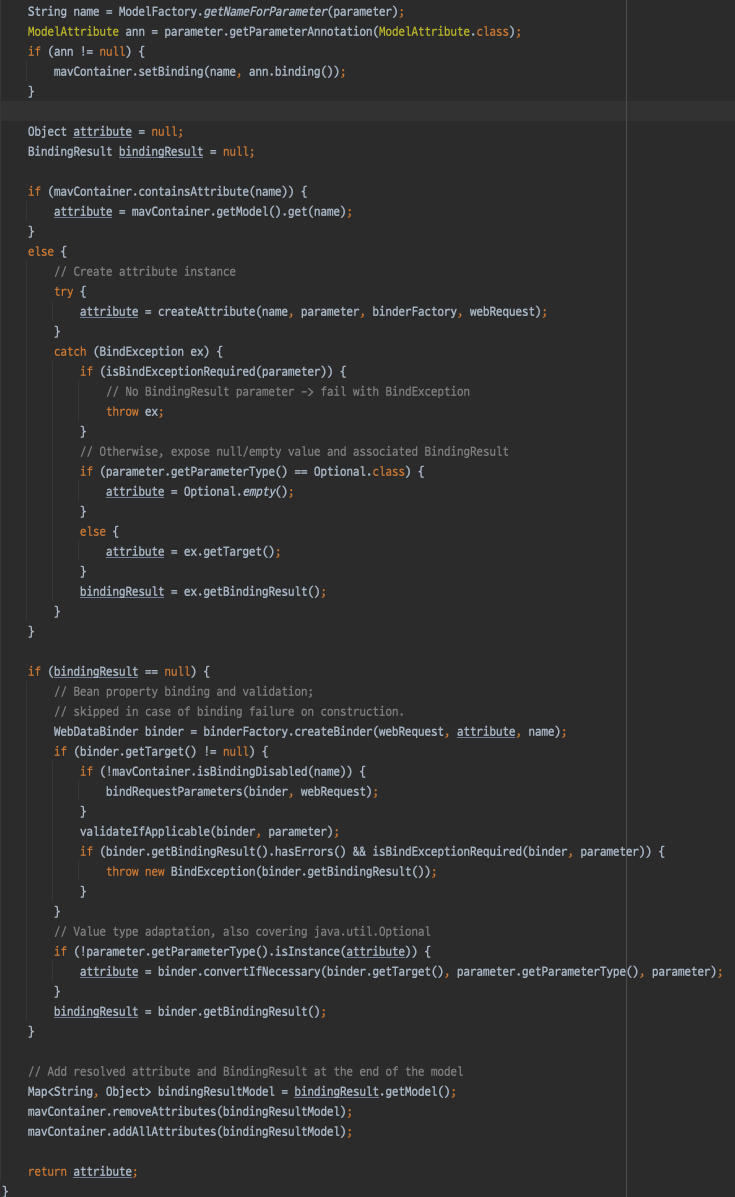 String name = ModelFactory.getNameForParameter(parameter);
ModelAttribute ann = parameter.getParameterAnnotation(ModelAttribute.class);
if (ann != null) {
mavContainer.setBinding(name, ann.binding());
}
Object attribute = null;
BindingResult bindingResult = null;
if (mavContainer.containsAttribute(name)) {
attribute = mavContainer.getModel().get(name);
}
else {
// Create attribute instance
try {
attribute = createAttribute(name, parameter, binderFactory, webRequest);
}
catch (BindException ex) {
if (isBindExceptionRequired(parameter)) {
// No BindingResult parameter -> fail with BindException
throw ex;
}
// Otherwise, expose null/empty value and associated BindingResult
if (parameter.getParameterType() == Optional.class) {
attribute = Optional.empty();
}
else {
attribute = ex.getTarget();
}
bindingResult = ex.getBindingResult();
}
}
if (bindingResult == null) {
// Bean property binding and validation;
// skipped in case of binding failure on construction.
WebDataBinder binder = binderFactory.createBinder(webRequest, attribute, name);
if (binder.getTarget() != null) {
if (!mavContainer.isBindingDisabled(name)) {
bindRequestParameters(binder, webRequest);
}
validateIfApplicable(binder, parameter);
if (binder.getBindingResult().hasErrors() && isBindExceptionRequired(binder, parameter)) {
throw new BindException(binder.getBindingResult());
}
}
// Value type adaptation, also covering java.util.Optional
if (!parameter.getParameterType().isInstance(attribute)) {
attribute = binder.convertIfNecessary(binder.getTarget(), parameter.getParameterType(), parameter);
}
bindingResult = binder.getBindingResult();
}
// Add resolved attribute and BindingResult at the end of the model
Map<String, Object> bindingResultModel = bindingResult.getModel();
mavContainer.removeAttributes(bindingResultModel);
mavContainer.addAllAttributes(bindingResultModel);
return attribute;
}